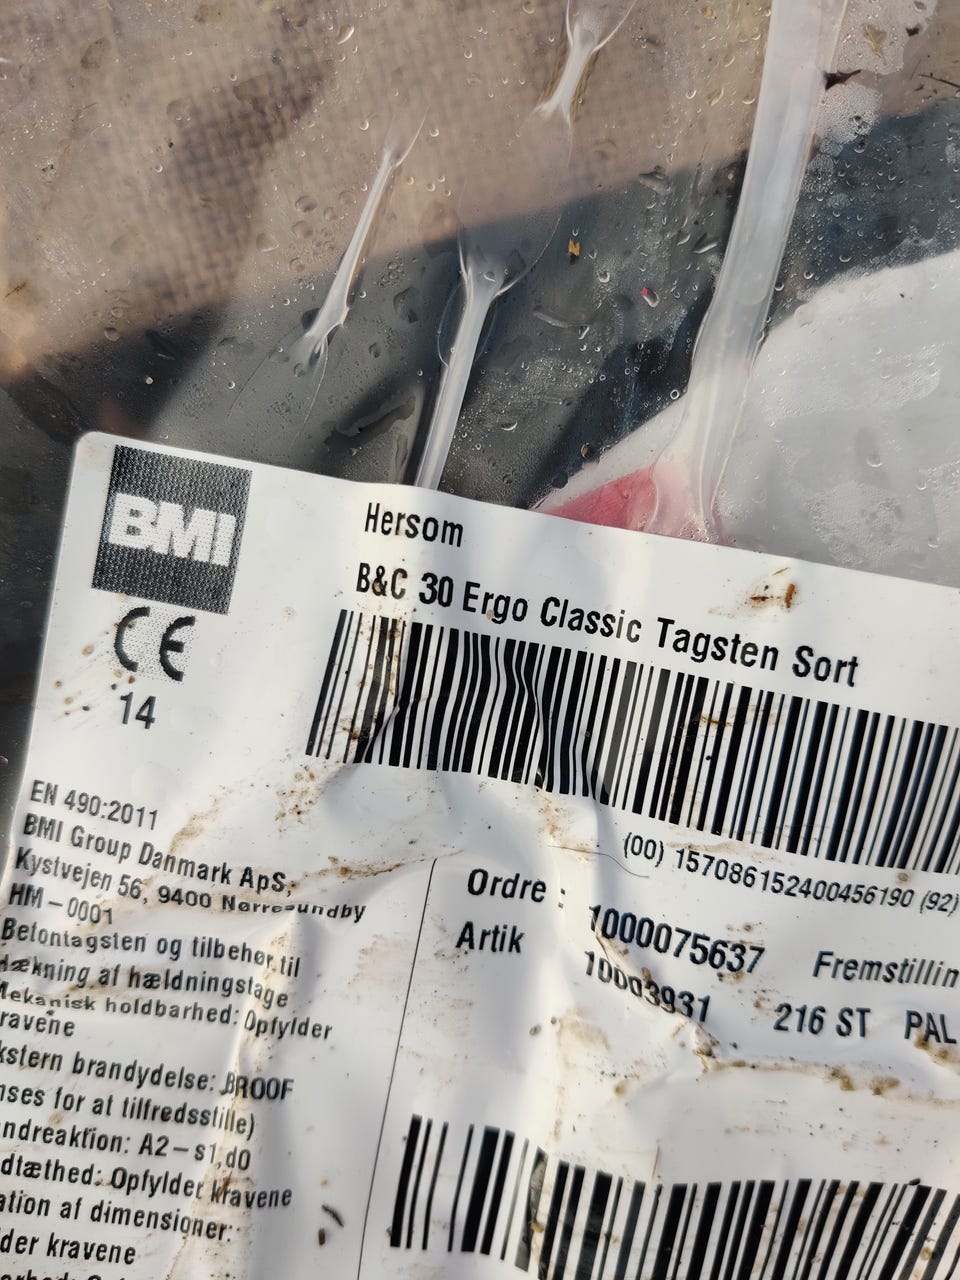 BMI
CE
14
Hersom
B&C 30 Ergo Classic Tagsten Sort
(00) 157086152400456190 (92)
EN 490:2011
BMI Group Danmark ApS,
Kystvejen 56, 9400 Nørresundby
HM-0001
Betontagsten og tilbehør til
dækning af hældningslage
Mekanisk holdbarhed: Opfylder
kravene
kstern brandydelse: BROOF
nses for at tilfredsstille)
ndreaktion: A2-s1,d0
dtæthed: Opfylder kravene
ation af dimensioner:
der kravene
Ordre : 1000075637 Fremstillin
Artik 10003931 216 ST PAL